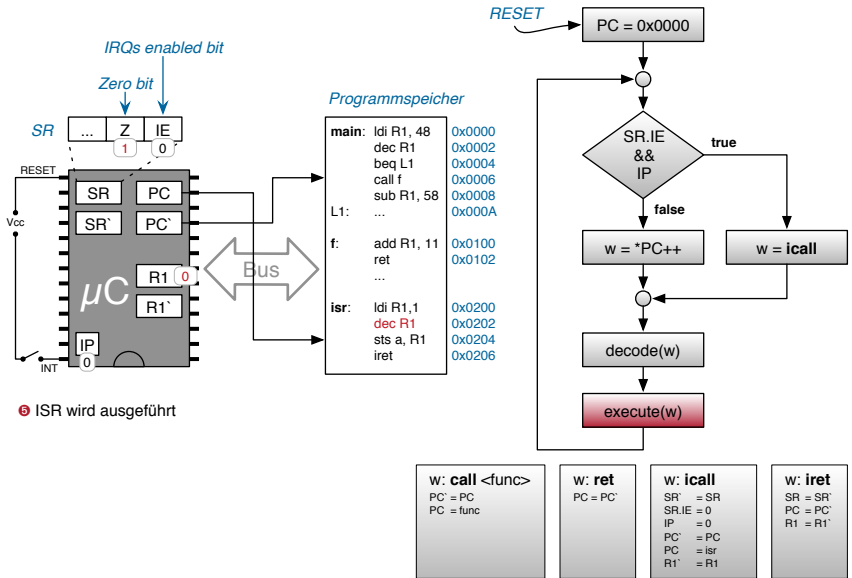 IRQs enabled bit
Zero bit
SR ... Z IE
1 0
RESET
Vcc
SR PC
SR` PC`
R1 0
µC
R1`
IP
0
INT
Bus
❺ ISR wird ausgeführt
Programmspeicher
main: ldi R1, 48 0x0000
dec R1 0x0002
beq L1 0x0004
call f 0x0006
sub R1, 58 0x0008
L1: ... 0x000A
f: add R1, 11 0x0100
ret 0x0102
...
isr: ldi R1,1 0x0200
dec R1 0x0202
sts a, R1 0x0204
iret 0x0206
RESET
PC = 0x0000
SR.IE
&&
IP
true
false
w = *PC++
w = icall
decode(w)
execute(w)
w: call <func>
PC` = PC
PC = func
w: ret
PC = PC`
w: icall
SR` = SR
SR.IE = 0
IP = 0
PC` = PC
PC = isr
R1` = R1
w: iret
SR = SR`
PC = PC`
R1 = R1`